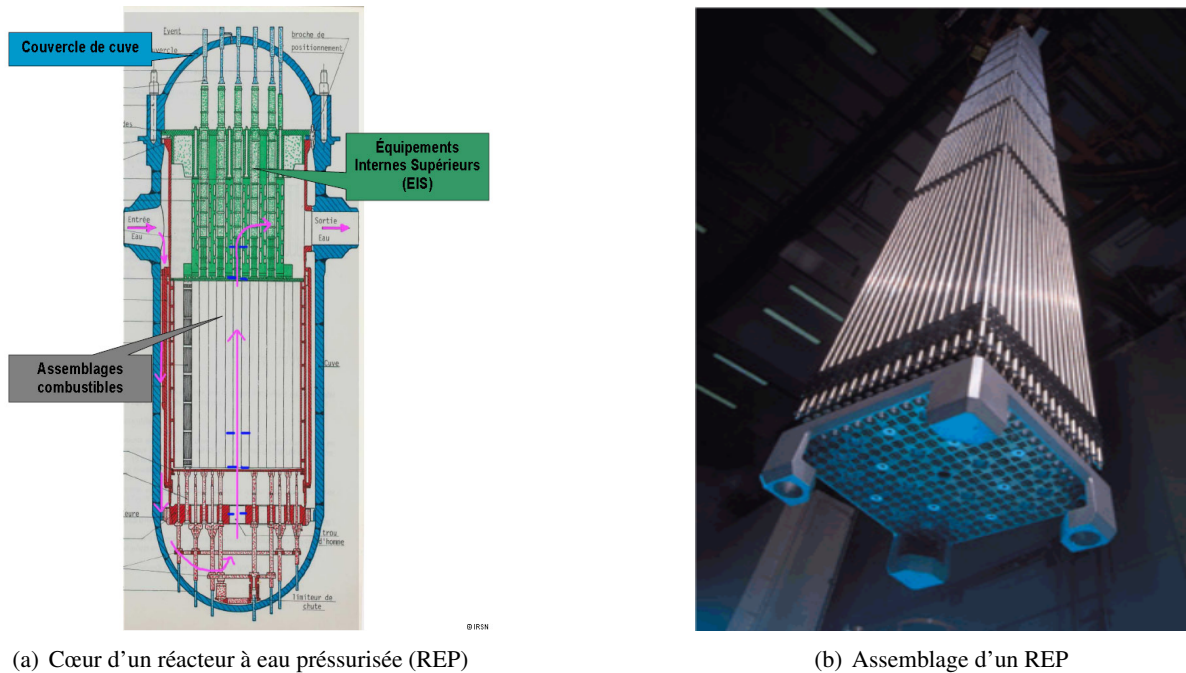 Couvercle de cuve
Event
broche de
positionnement
Équipements
Internes Supérieurs
(EIS)
Entrée
Eau
Sortie
Eau
Assemblages
combustibles
Cuve
trou
d'homme
limiteur de
chute
© IRSN
(a) Cœur d'un réacteur à eau préssurisée (REP)
(b) Assemblage d'un REP